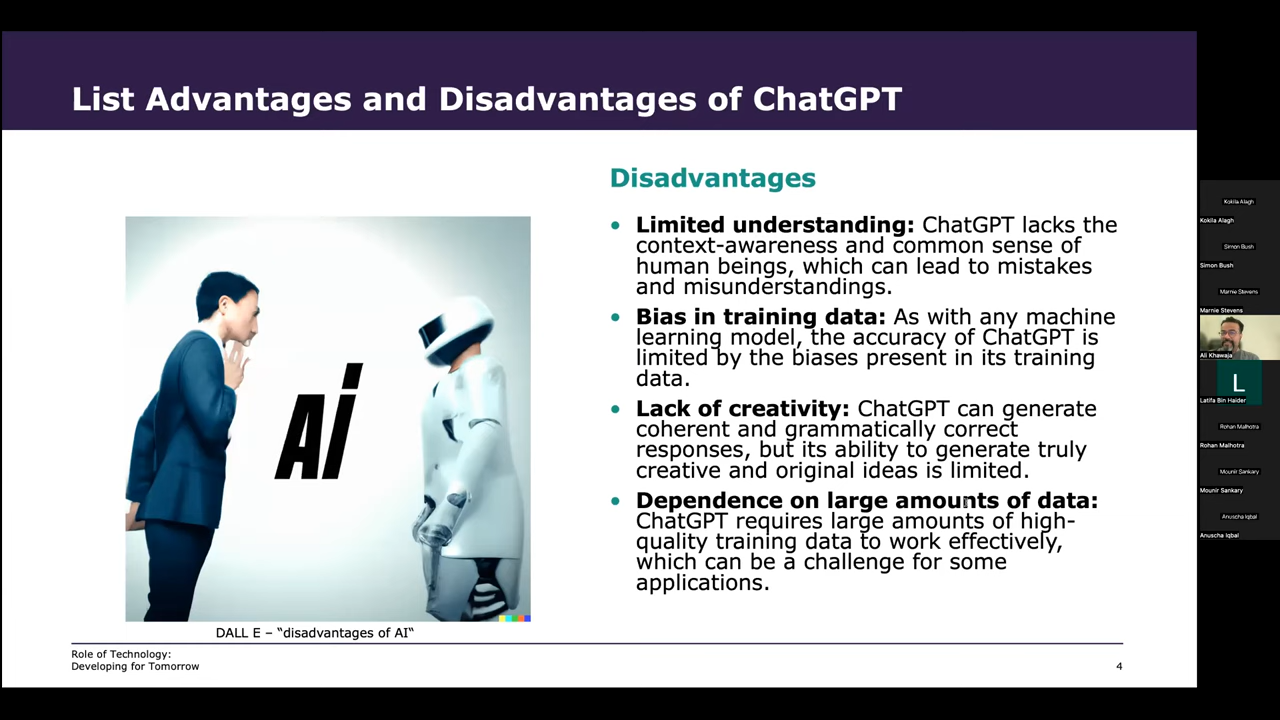 List Advantages and Disadvantages of ChatGPT
Disadvantages
• Limited understanding: ChatGPT lacks the
context-awareness and common sense of
human beings, which can lead to mistakes
and misunderstandings.
• Bias in training data: As with any machine
learning model, the accuracy of ChatGPT is
limited by the biases present in its training
data.
• Lack of creativity: ChatGPT can generate
coherent and grammatically correct
responses, but its ability to generate truly
creative and original ideas is limited.
• Dependence on large amounts of data:
ChatGPT requires large amounts of high-
quality training data to work effectively,
which can be a challenge for some
applications.
Ai
DALL E – “disadvantages of AI“
Role of Technology:
Developing for Tomorrow
4
Kokila Alagh
Kokila Alagh
Simon Bush
Simon Bush
Marnie Stevens
Marnie Stevens
Ali Khawaja
L
Latifa Bin Haider
Rohan Malhotra
Rohan Malhotra
Mounir Sankary
Mounir Sankary
Anuscha Iqbal
Anuscha Iqbal